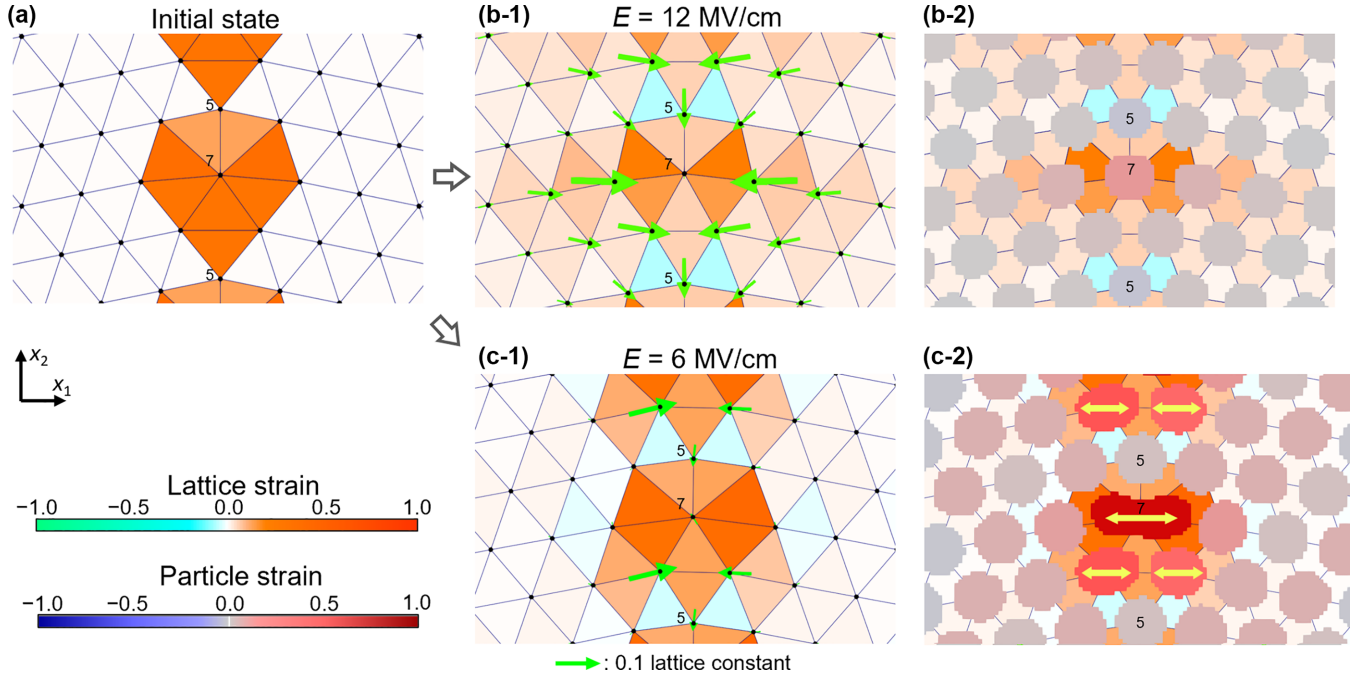 (a)
Initial state
5
7
5
(b-1)
E = 12 MV/cm
5
7
5
b-2)
5
7
5
x2
x1
(c-1)
E = 6 MV/cm
5
7
5
: 0.1 lattice constant
(c-2)
5
7
5
Lattice strain
−1.0 −0.5 0.0 0.5 1.0
Particle strain
−1.0 −0.5 0.0 0.5 1.0